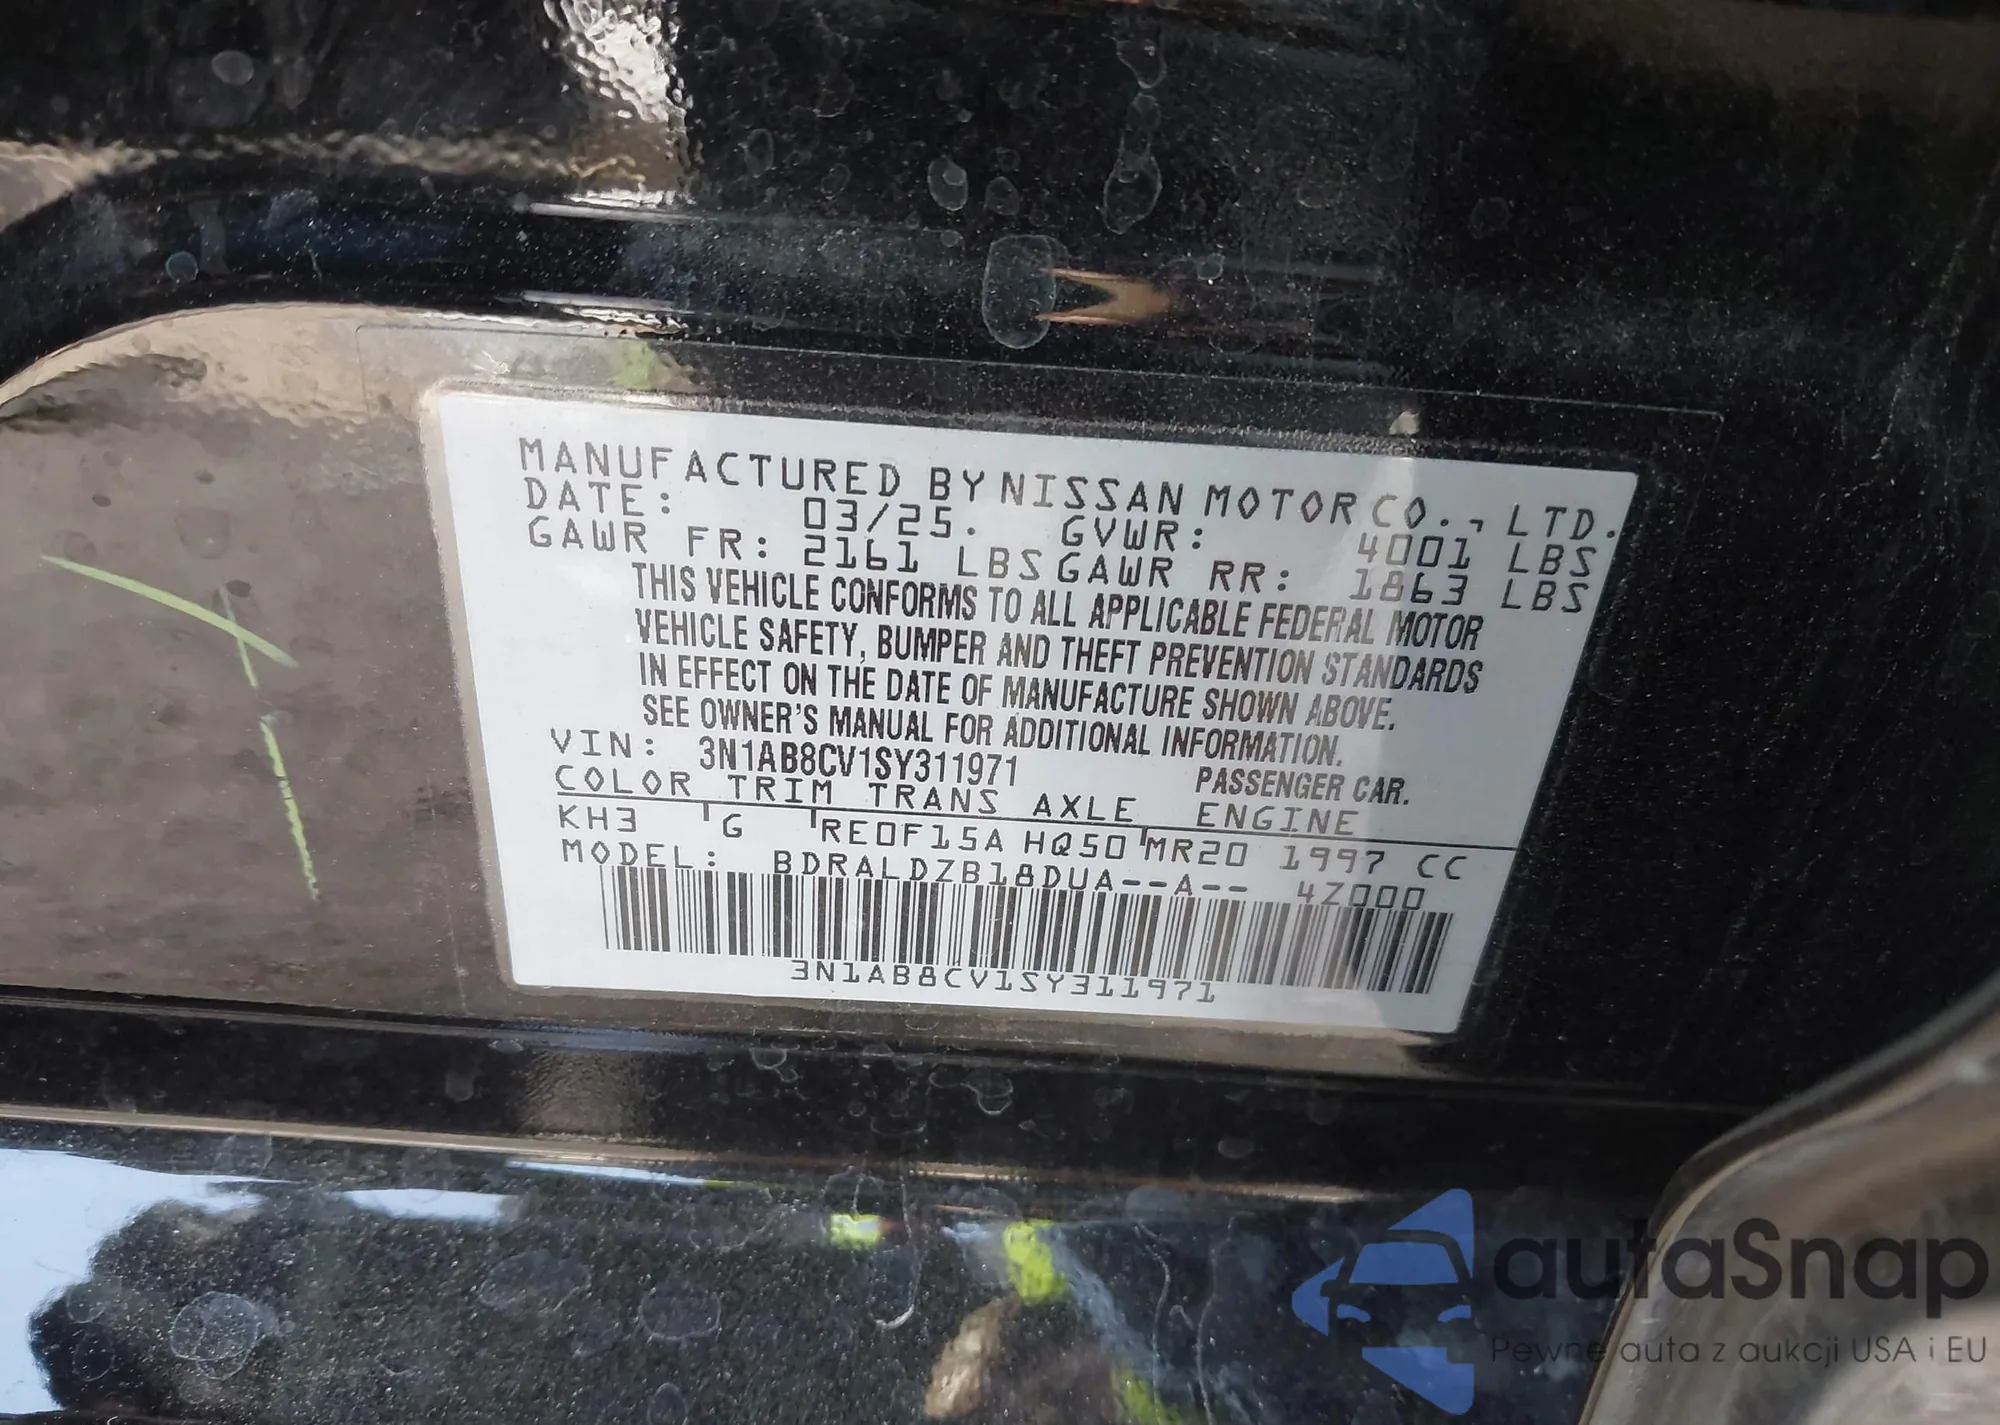 MANUFACTURED BY NISSAN MOTOR CO., LTD.
DATE: 03/25. GVWR: 4001 LBS
GAWR FR: 2161 LBS GAWR RR: 1863 LBS
THIS VEHICLE CONFORMS TO ALL APPLICABLE FEDERAL MOTOR
VEHICLE SAFETY, BUMPER AND THEFT PREVENTION STANDARDS
IN EFFECT ON THE DATE OF MANUFACTURE SHOWN ABOVE.
SEE OWNER'S MANUAL FOR ADDITIONAL INFORMATION.
VIN: 3N1AB8CV1SY311971 PASSENGER CAR.
COLOR TRIM TRANS AXLE ENGINE
KH3 G RE0F15A HQ50 MR20 1997 CC
MODEL: BDRALDZB18DUA--A-- 4Z000
3N1AB8CV1SY311971
autaSnap
Pewne auta z aukcji USA i EU